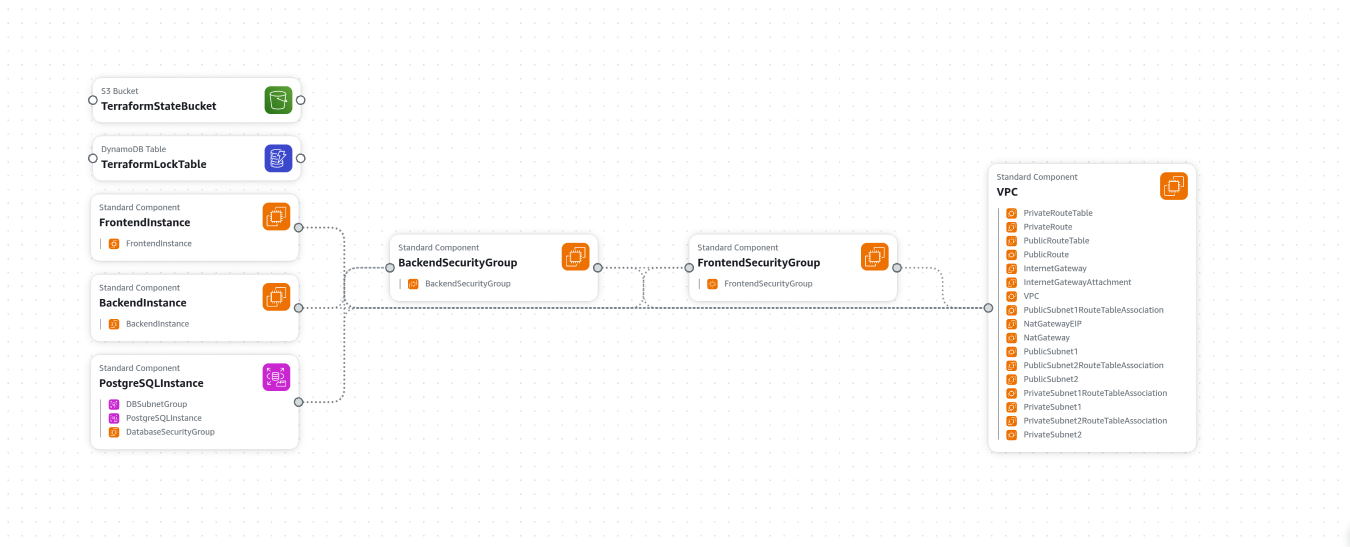 S3 Bucket
TerraformStateBucket
DynamoDB Table
TerraformLockTable
Standard Component
FrontendInstance
FrontendInstance
Standard Component
BackendInstance
BackendInstance
Standard Component
PostgreSQLInstance
DBSubnetGroup
PostgreSQLInstance
DatabaseSecurityGroup
Standard Component
BackendSecurityGroup
BackendSecurityGroup
Standard Component
FrontendSecurityGroup
FrontendSecurityGroup
Standard Component
VPC
PrivateRouteTable
PrivateRoute
PublicRouteTable
PublicRoute
InternetGateway
InternetGatewayAttachment
VPC
PublicSubnet1RouteTableAssociation
NatGatewayEIP
NatGateway
PublicSubnet1
PublicSubnet2RouteTableAssociation
PublicSubnet2
PrivateSubnet1RouteTableAssociation
PrivateSubnet1
PrivateSubnet2RouteTableAssociation
PrivateSubnet2